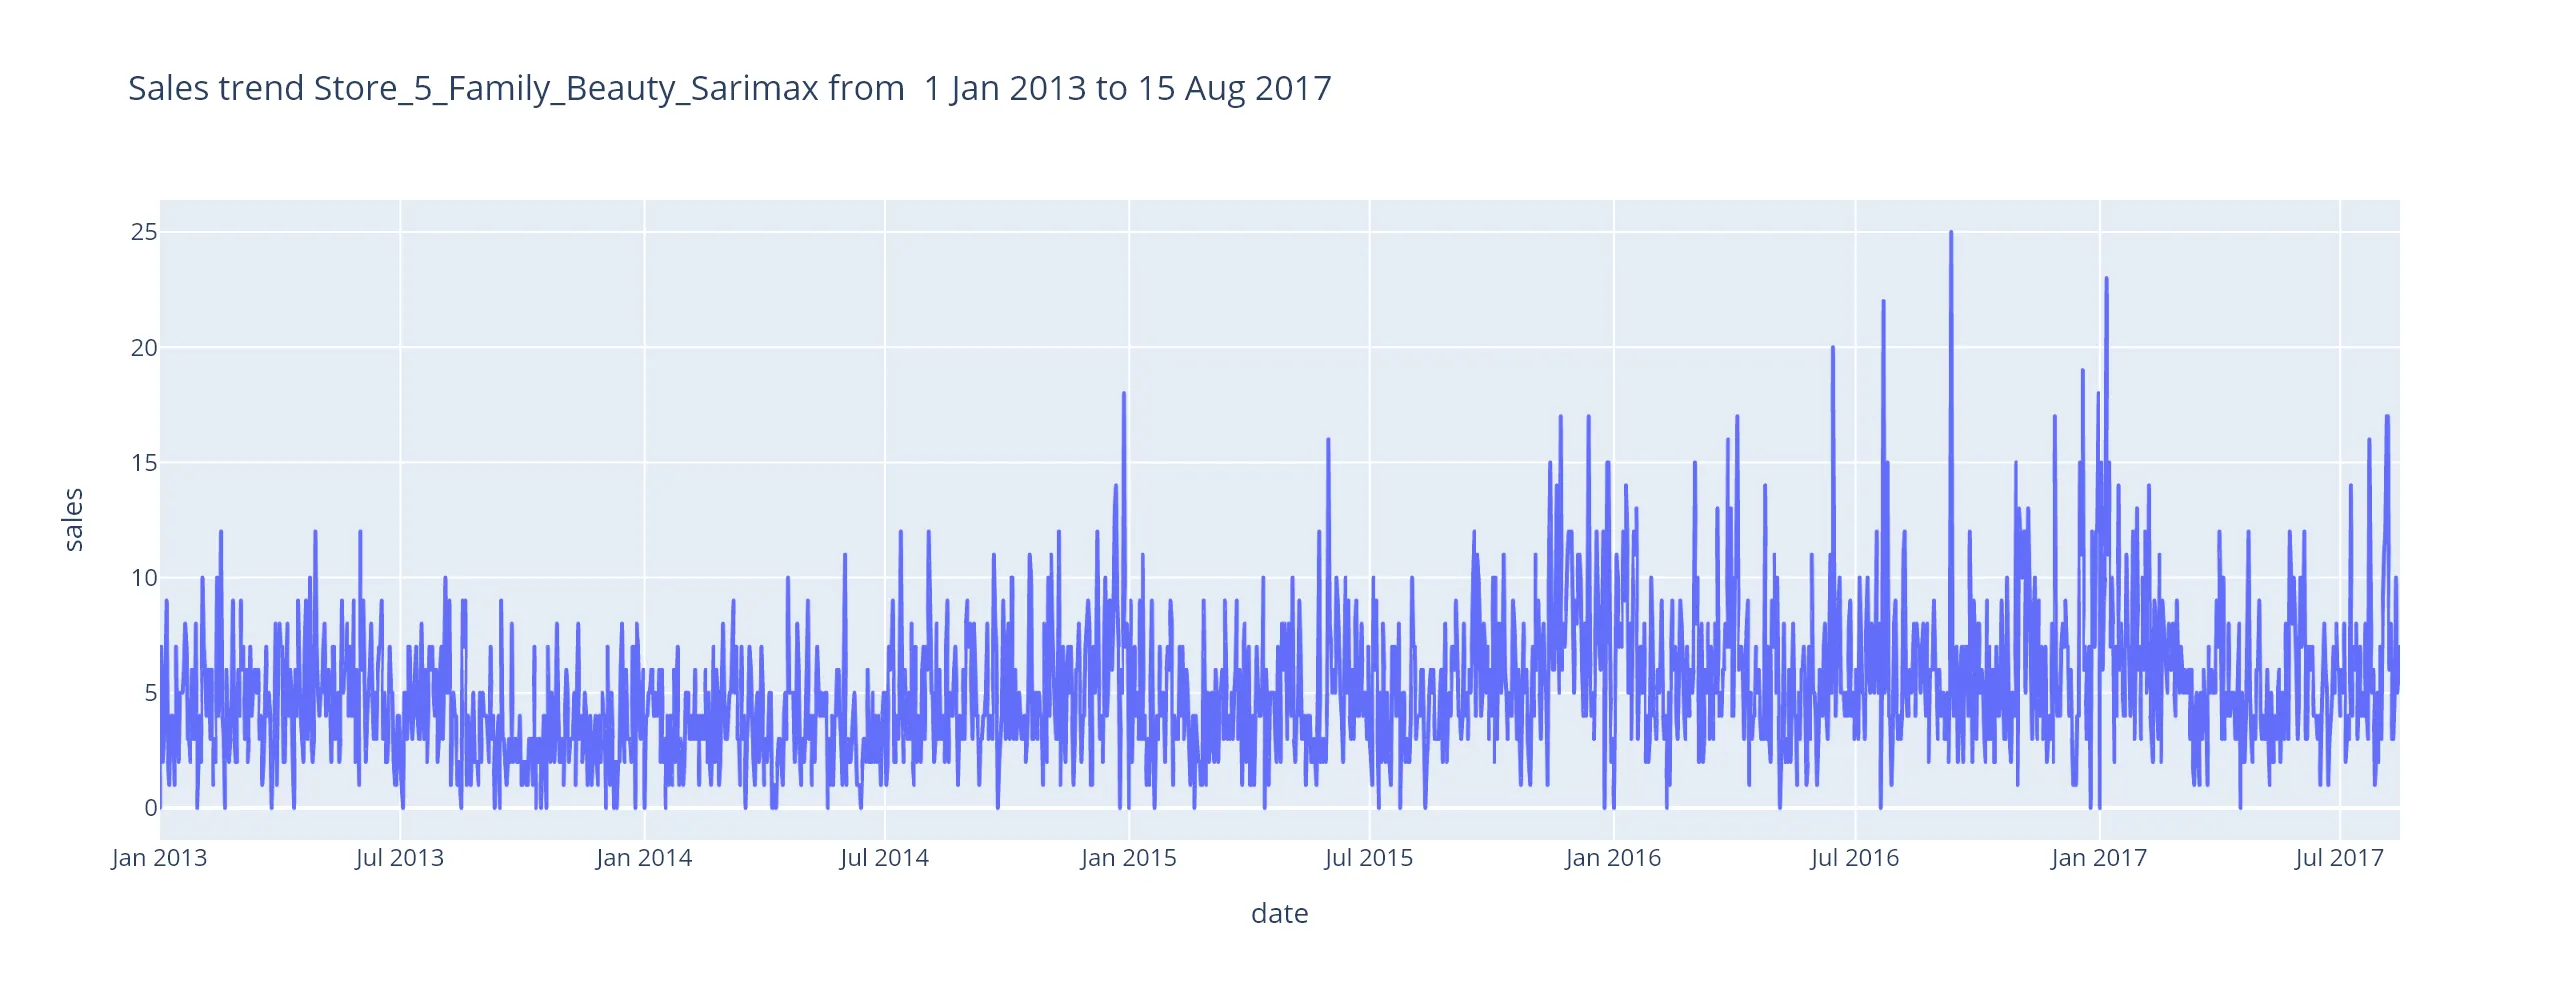 Sales trend Store_5_Family_Beauty_Sarimax from  1 Jan 2013 to 15 Aug 2017
25
20
15
10
5
0
sales
Jan 2013 Jul 2013 Jan 2014 Jul 2014 Jan 2015 Jul 2015 Jan 2016 Jul 2016 Jan 2017 Jul 2017
date